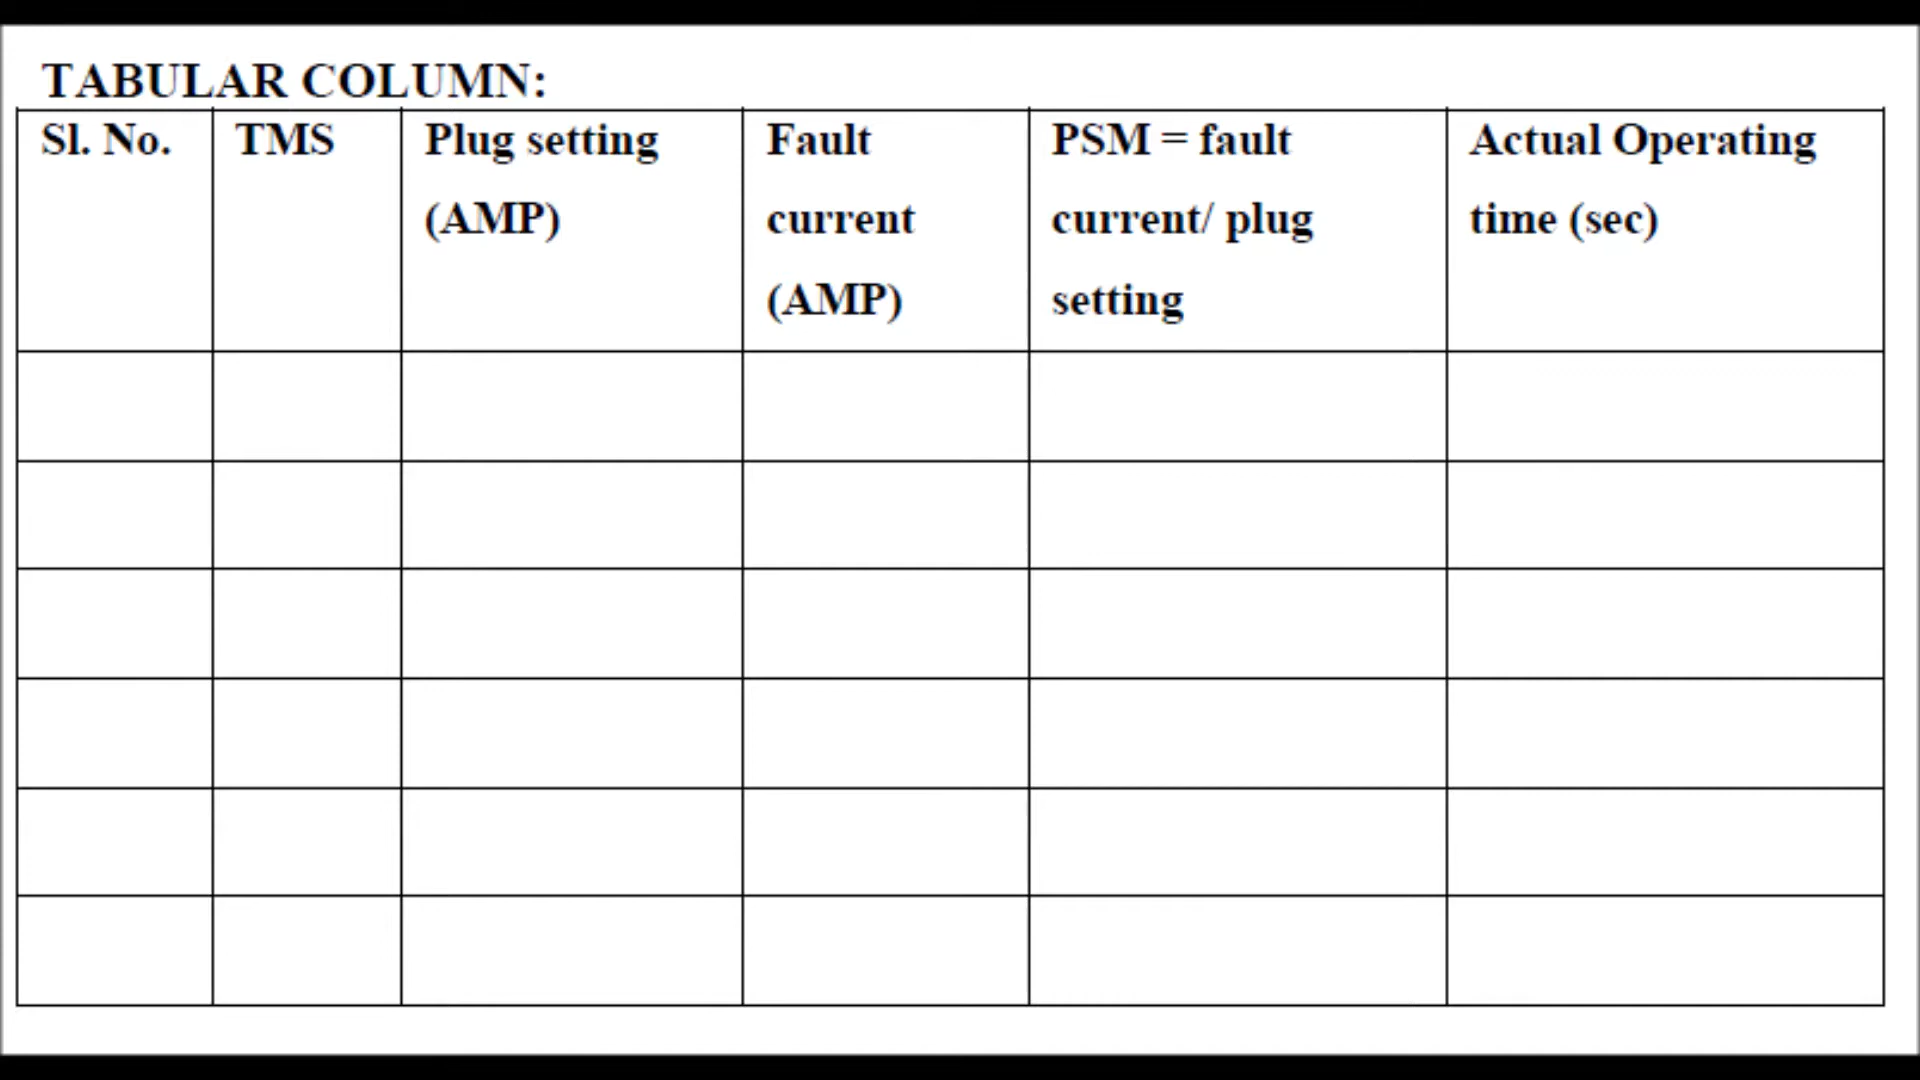 TABULAR COLUMN:
Sl. No.
TMS
Plug setting
(AMP)
Fault
current
(AMP)
PSM = fault
current/ plug
setting
Actual Operating
time (sec)